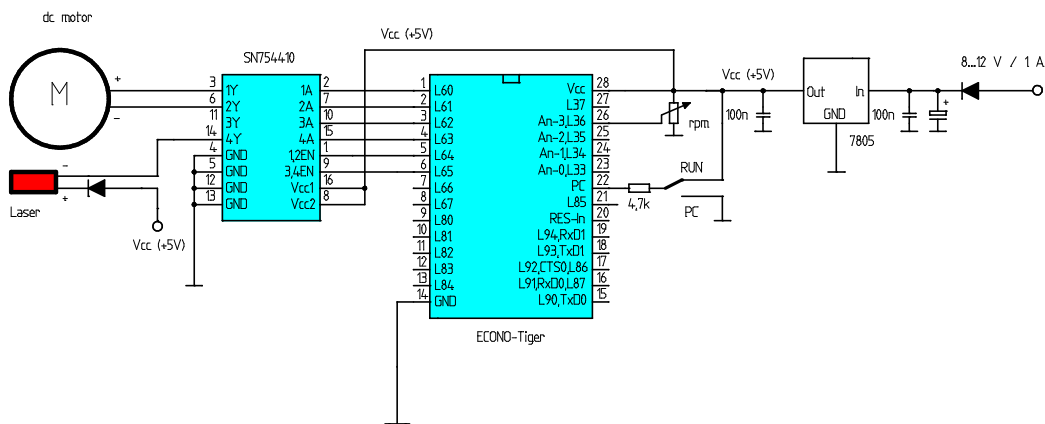 dc motor
M
+
-
Laser
-
+
Vcc (+5V)
SN754410
3 1Y 1A 2
6 2Y 2A 7
11 3Y 3A 10
14 4Y 4A 15
4 GND 1,2EN 1
5 GND 3,4EN 9
12 GND Vcc1 16
13 GND Vcc2 8
Vcc (+5V)
1 L60 Vcc 28
2 L61 L37 27
3 L62 An-3,L36 26
4 L63 An-2,L35 25
5 L64 An-1,L34 24
6 L65 An-0,L33 23
7 L66 PC 22
8 L67 L85 21
9 L80 RES-In 20
10 L81 L94,RxD1 19
11 L82 L93,TxD1 18
12 L83 L92,CTS0,L86 17
13 L84 L91,RxD0,L87 16
14 GND L90,TxD0 15
ECONO-Tiger
rpm
4,7k
RUN
PC
Vcc (+5V)
100n
Out In
GND
7805
100n
+
8...12 V / 1 A